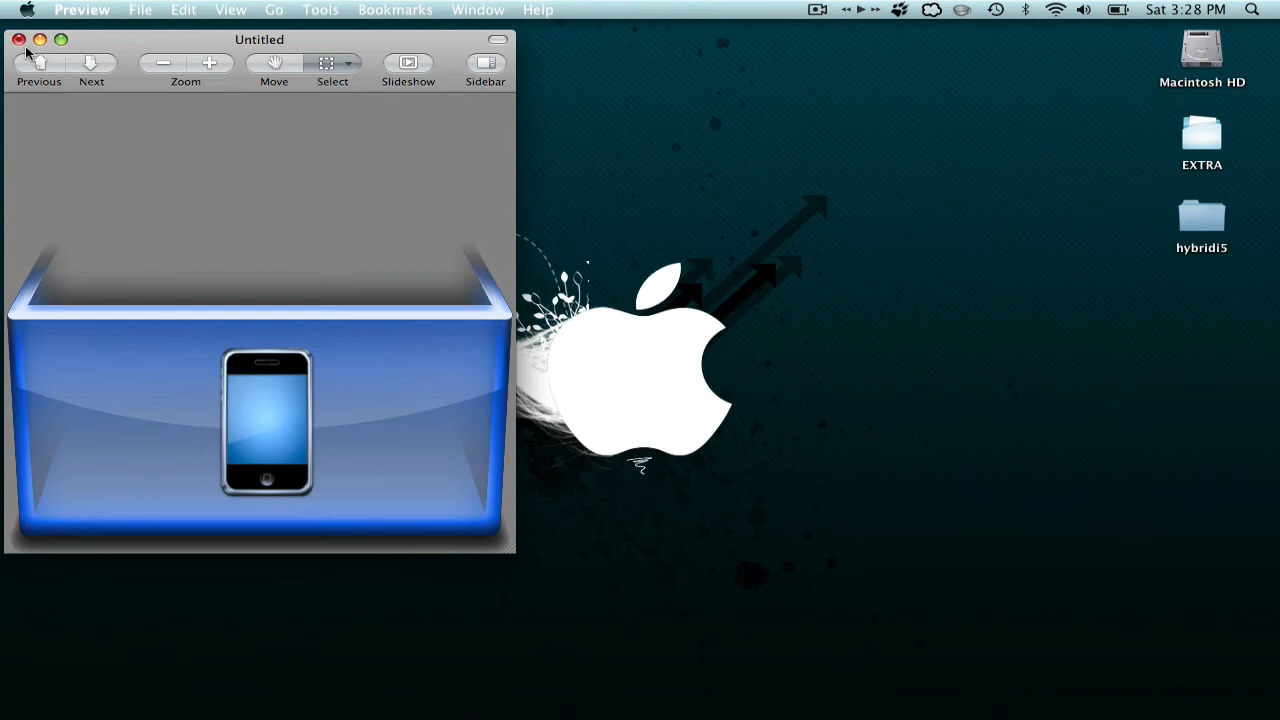 Preview File Edit View Go Tools Bookmarks Window Help Sat 3:28 PM
Untitled
Previous Next Zoom Move Select Slideshow Sidebar
Macintosh HD
EXTRA
hybridi5